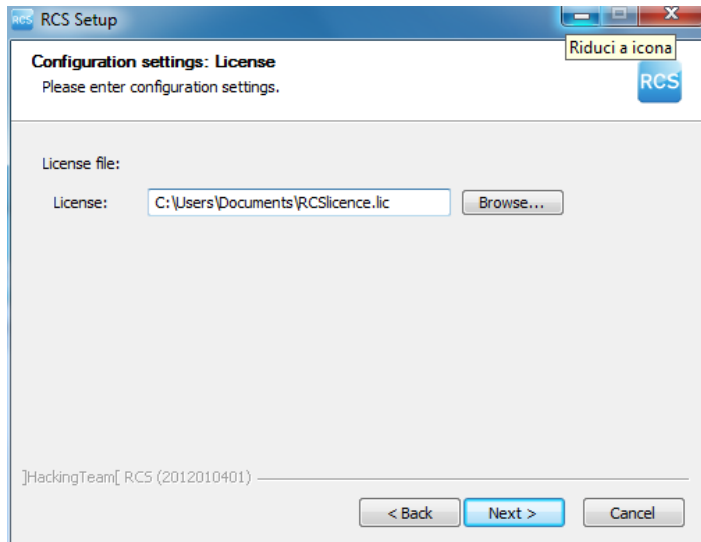 RCS RCS Setup
Riduci a icona
Configuration settings: License
Please enter configuration settings.
RCS
License file:
License: C:\Users\Documents\RCSlicence.lic Browse...
]HackingTeam[ RCS (2012010401)
< Back Next > Cancel